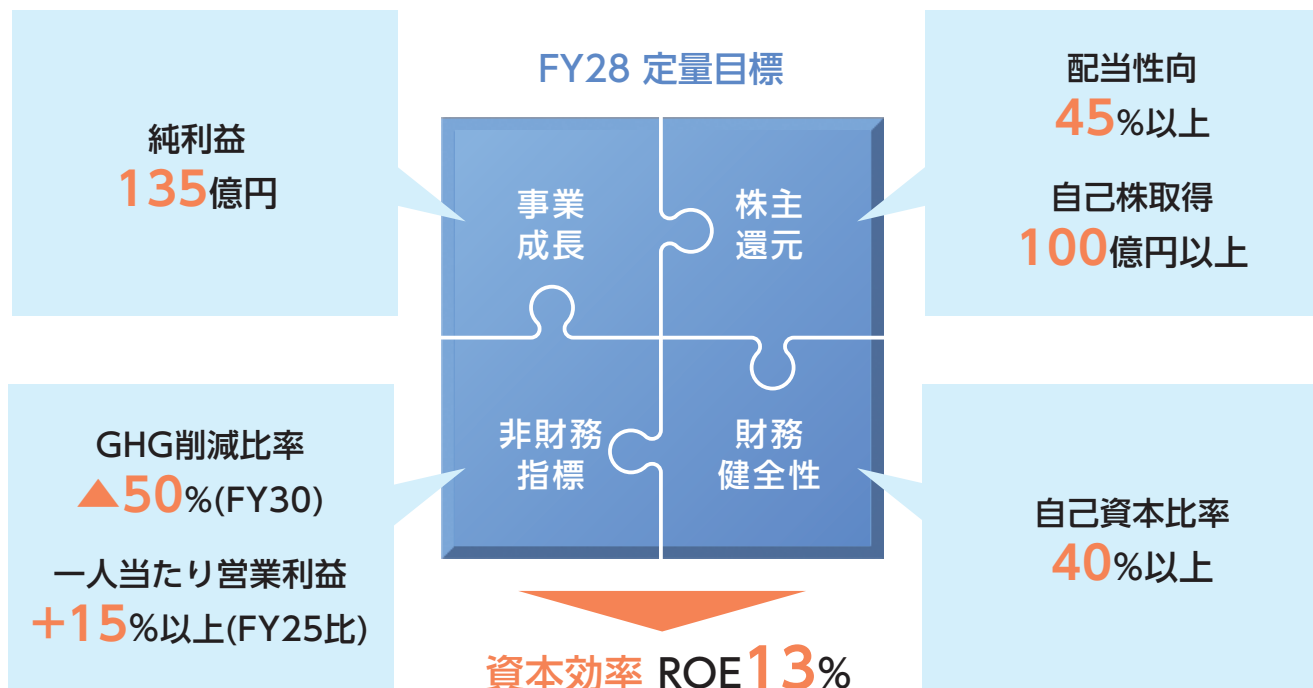 FY28 定量目標
純利益
135億円
配当性向
45%以上
自己株取得
100億円以上
事業
成長
株主
還元
非財務
指標
財務
健全性
GHG削減比率
▲50%(FY30)
一人当たり営業利益
+15%以上(FY25比)
自己資本比率
40%以上
資本効率 ROE13%